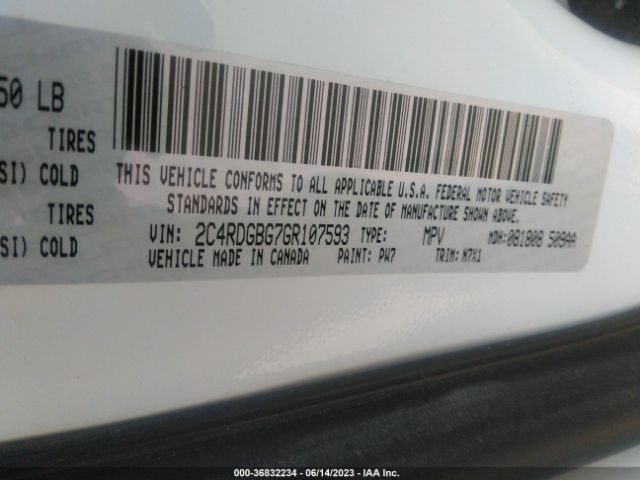 50 LB
TIRES
SI) COLD
TIRES
SI) COLD
THIS VEHICLE CONFORMS TO ALL APPLICABLE U.S.A. FEDERAL MOTOR VEHICLE SAFETY
STANDARDS IN EFFECT ON THE DATE OF MANUFACTURE SHOWN ABOVE.
VIN: 2C4RDGBG7GR107593 TYPE: MPV MDH:081808 509AA
VEHICLE MADE IN CANADA PAINT: PW7 TRIM: M7X1
000-36832234 - 06/14/2023 - IAA Inc.